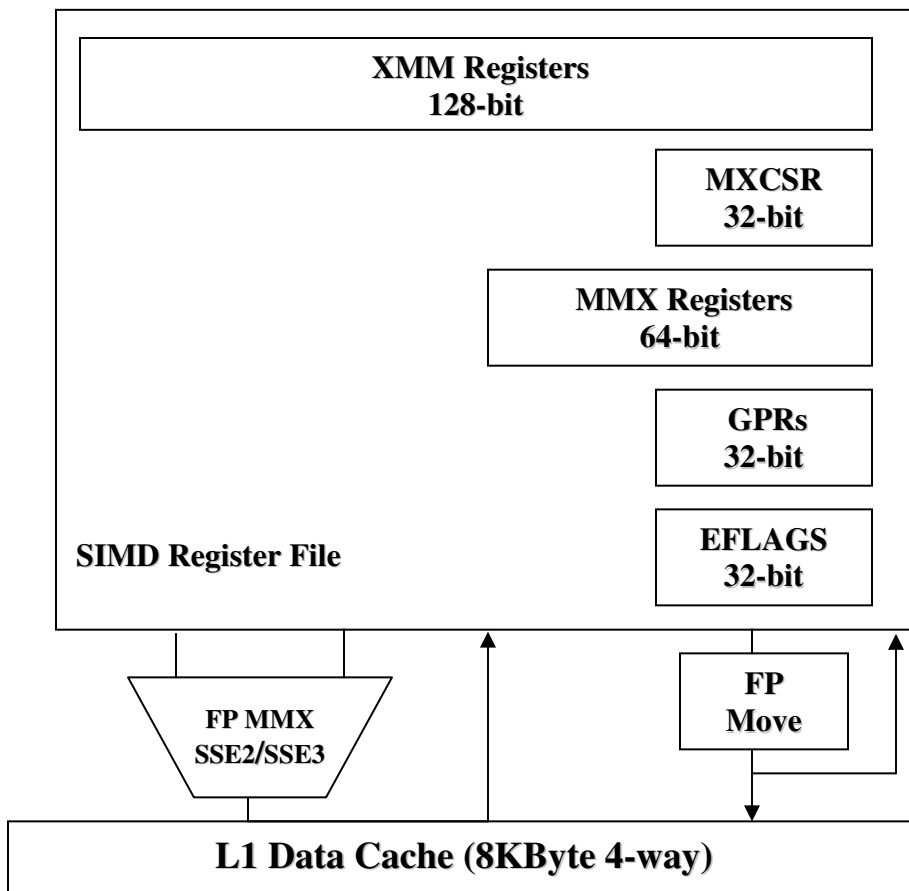 XMM Registers
128-bit
MXCSR
32-bit
MMX Registers
64-bit
GPRs
32-bit
EFLAGS
32-bit
SIMD Register File
FP MMX
SSE2/SSE3
FP
Move
L1 Data Cache (8KByte 4-way)